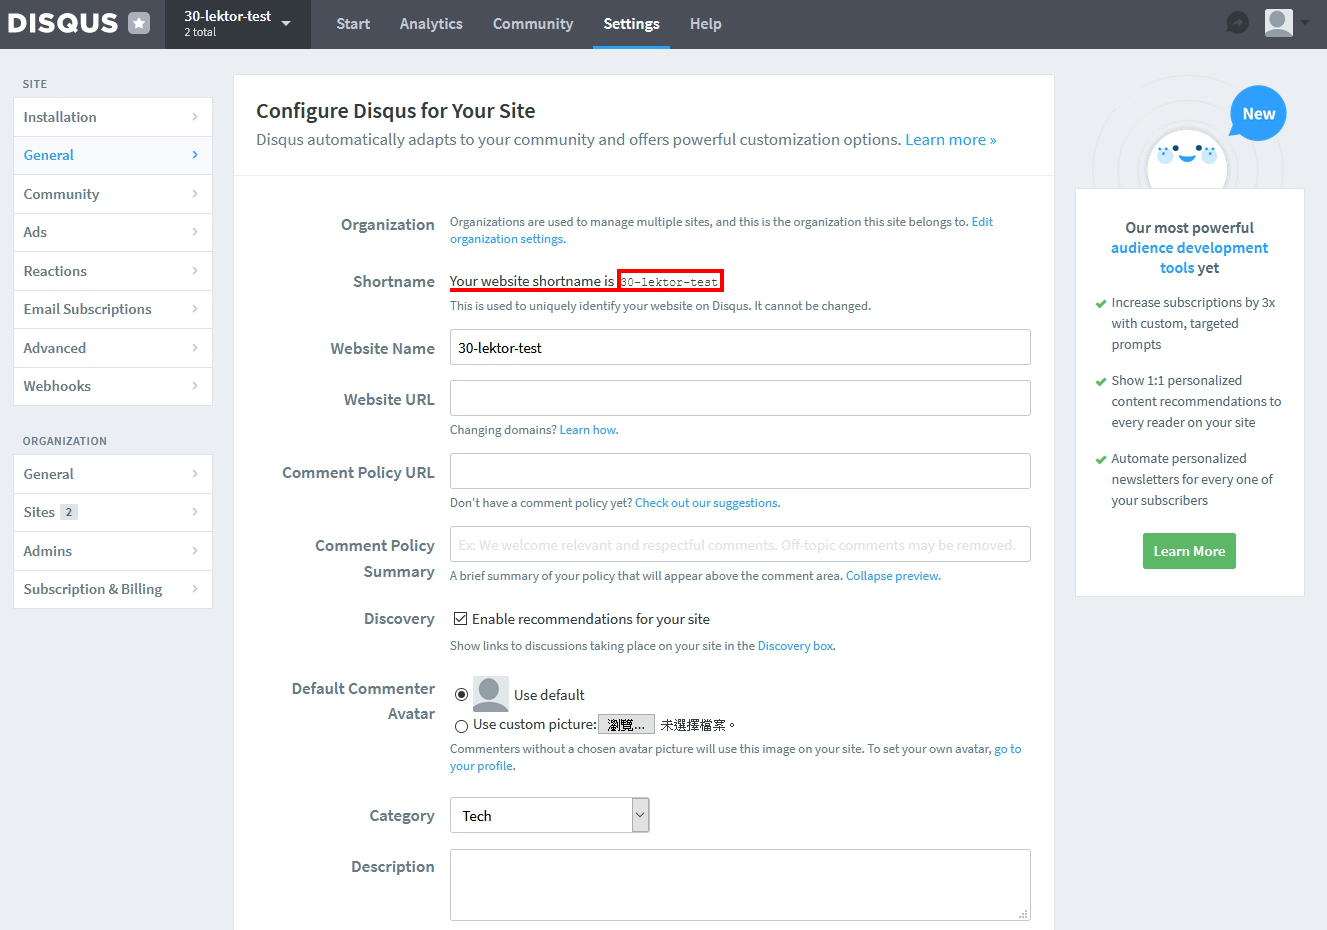 DISQUS
30-lektor-test
2 total
Start
Analytics
Community
Settings
Help
SITE
Installation
General
Community
Ads
Reactions
Email Subscriptions
Advanced
Webhooks
ORGANIZATION
General
Sites 2
Admins
Subscription & Billing
Configure Disqus for Your Site
Disqus automatically adapts to your community and offers powerful customization options. Learn more »
Organization
Organizations are used to manage multiple sites, and this is the organization this site belongs to. Edit
organization settings.
Shortname
Your website shortname is 30-lektor-test
This is used to uniquely identify your website on Disqus. It cannot be changed.
Website Name
30-lektor-test
Website URL
Changing domains? Learn how.
Comment Policy URL
Don't have a comment policy yet? Check out our suggestions.
Comment Policy
Summary
Ex: We welcome relevant and respectful comments. Off-topic comments may be removed.
A brief summary of your policy that will appear above the comment area. Collapse preview.
Discovery
Enable recommendations for your site
Show links to discussions taking place on your site in the Discovery box.
Default Commenter
Avatar
Use default
Use custom picture: 瀏覽... 未選擇檔案。
Commenters without a chosen avatar picture will use this image on your site. To set your own avatar, go to
your profile.
Category
Tech
Description
New
Our most powerful
audience development
tools yet
Increase subscriptions by 3x
with custom, targeted
prompts
Show 1:1 personalized
content recommendations to
every reader on your site
Automate personalized
newsletters for every one of
your subscribers
Learn More